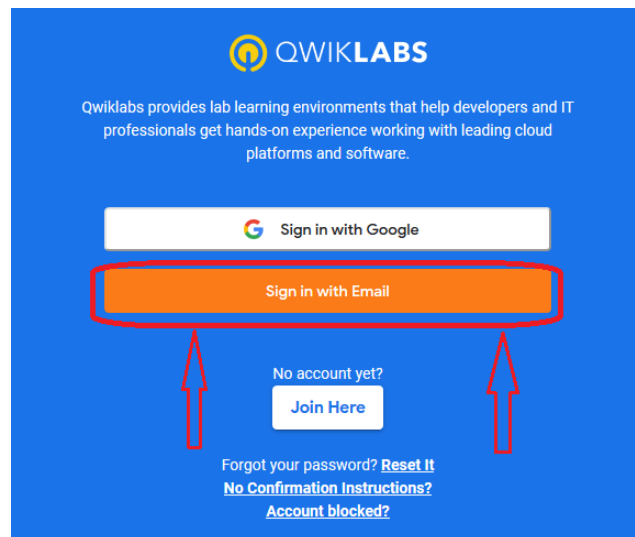 QWIKLABS
Qwiklabs provides lab learning environments that help developers and IT
professionals get hands-on experience working with leading cloud
platforms and software.
Sign in with Google
Sign in with Email
No account yet?
Join Here
Forgot your password? Reset It
No Confirmation Instructions?
Account blocked?